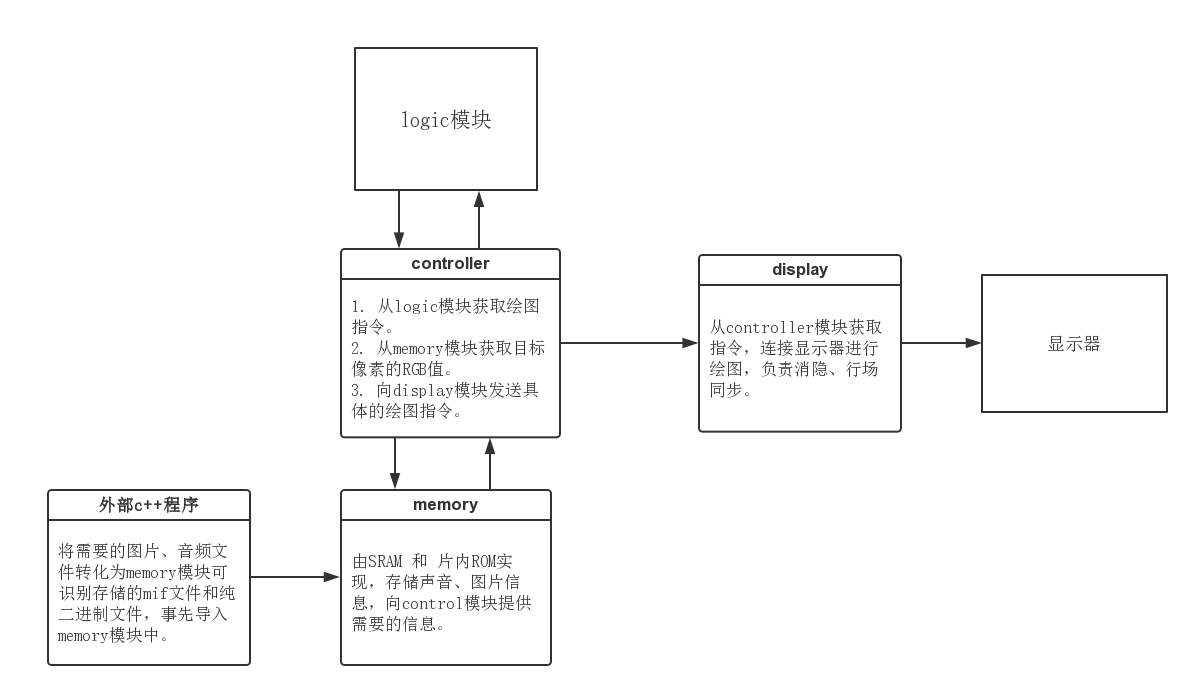 logic模块
controller
1. 从logic模块获取绘图
指令。
2. 从memory模块获取目标
像素的RGB值。
3. 向display模块发送具
体的绘图指令。
display
从controller模块获取
指令，连接显示器进行
绘图，负责消隐、行场
同步。
显示器
外部c++程序
将需要的图片、音频文
件转化为memory模块可
识别存储的mif文件和纯
二进制文件，事先导入
memory模块中。
memory
由SRAM 和 片内ROM实
现，存储声音、图片信
息，向control模块提供
需要的信息。